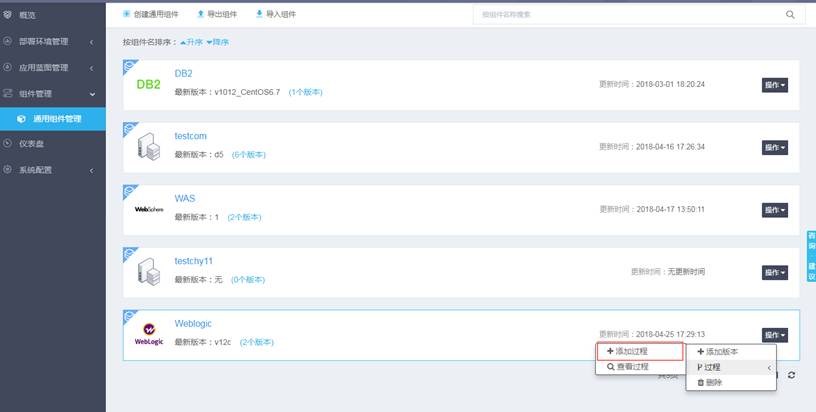 概览
创建通用组件
导出组件
导入组件
按组件名称搜索
部署环境管理
应用蓝图管理
组件管理
通用组件管理
仪表盘
系统配置
按组件名排序： 升序 降序
DB2
DB2
最新版本：v1012_CentOS6.7 (1个版本)
更新时间：2018-03-01 18:20:24
操作
testcom
最新版本：d5 (6个版本)
更新时间：2018-04-16 17:26:34
操作
WebSphere
WAS
最新版本：1 (2个版本)
更新时间：2018-04-17 13:50:11
操作
testchy11
最新版本：无 (0个版本)
更新时间：无更新时间
操作
WEBLOGIC
Weblogic
最新版本：v12c (2个版本)
更新时间：2018-04-25 17:29:13
操作
添加过程
查看过程
添加版本
过程
删除
咨询
建议